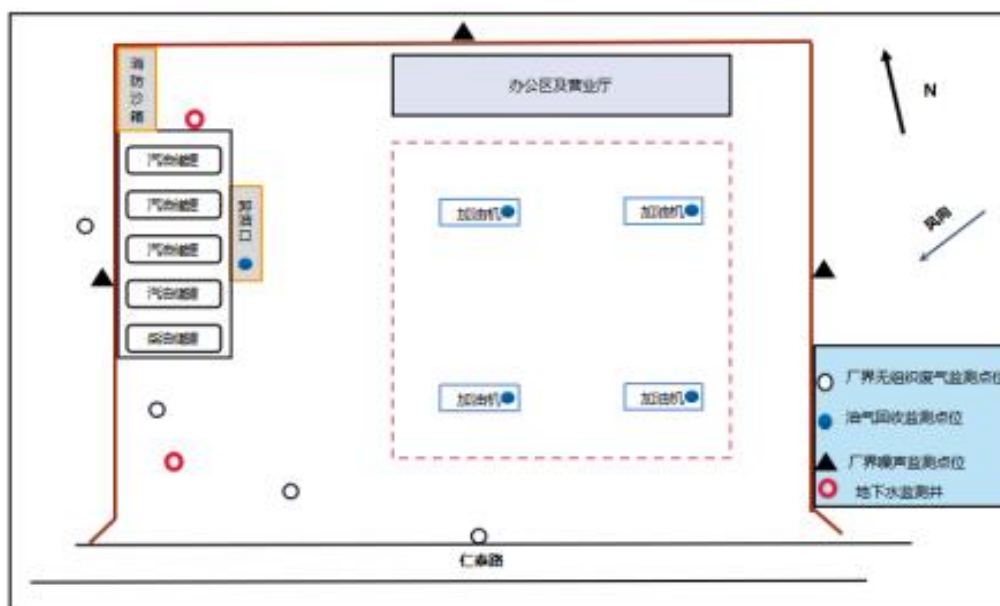 消防沙箱
办公区及营业厅
N
汽油储罐
汽油储罐
卸油口
加油机
加油机
风向
汽油储罐
汽油储罐
柴油储罐
加油机
加油机
厂界无组织废气监测点位
油气回收监测点位
厂界噪声监测点位
地下水监测井
仁泰路